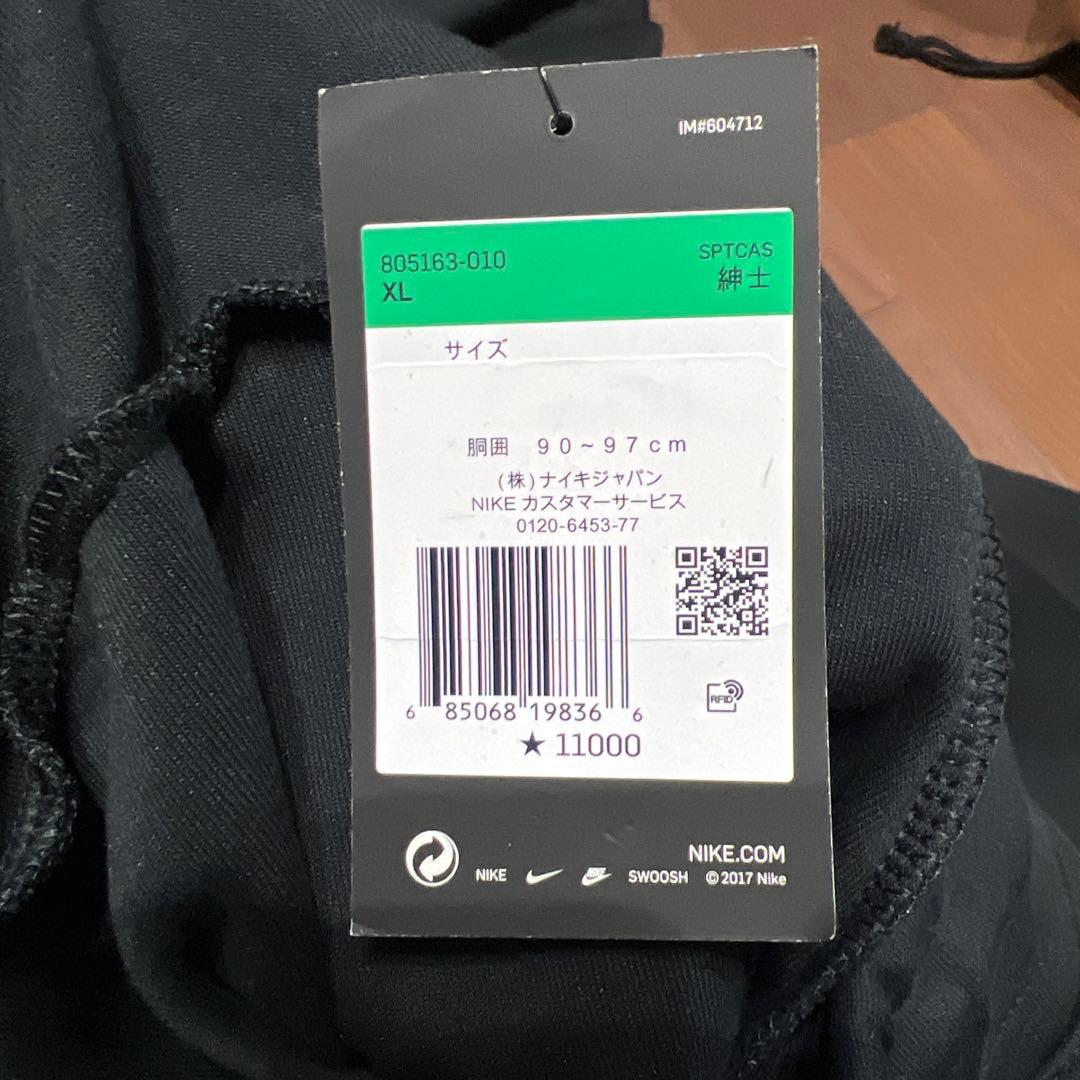 IM#604712
805163-010
SPTCAS
XL
紳士
サイズ
胴囲 90~97cm
(株)ナイキジャパン
NIKE カスタマーサービス
0120-6453-77
6 85068 19836 6
RFID
★ 11000
NIKE.COM
NIKE NIKE SWOOSH ©2017 Nike